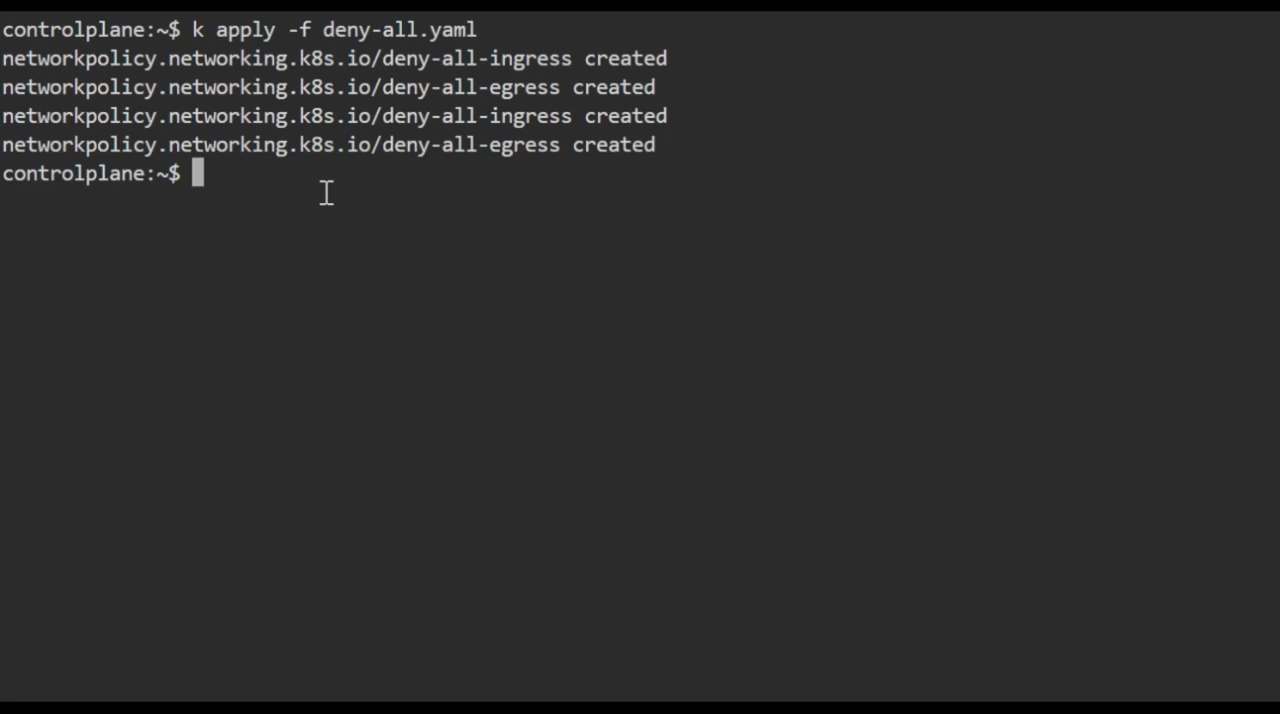 controlplane:~$ k apply -f deny-all.yaml
networkpolicy.networking.k8s.io/deny-all-ingress created
networkpolicy.networking.k8s.io/deny-all-egress created
networkpolicy.networking.k8s.io/deny-all-ingress created
networkpolicy.networking.k8s.io/deny-all-egress created
controlplane:~$